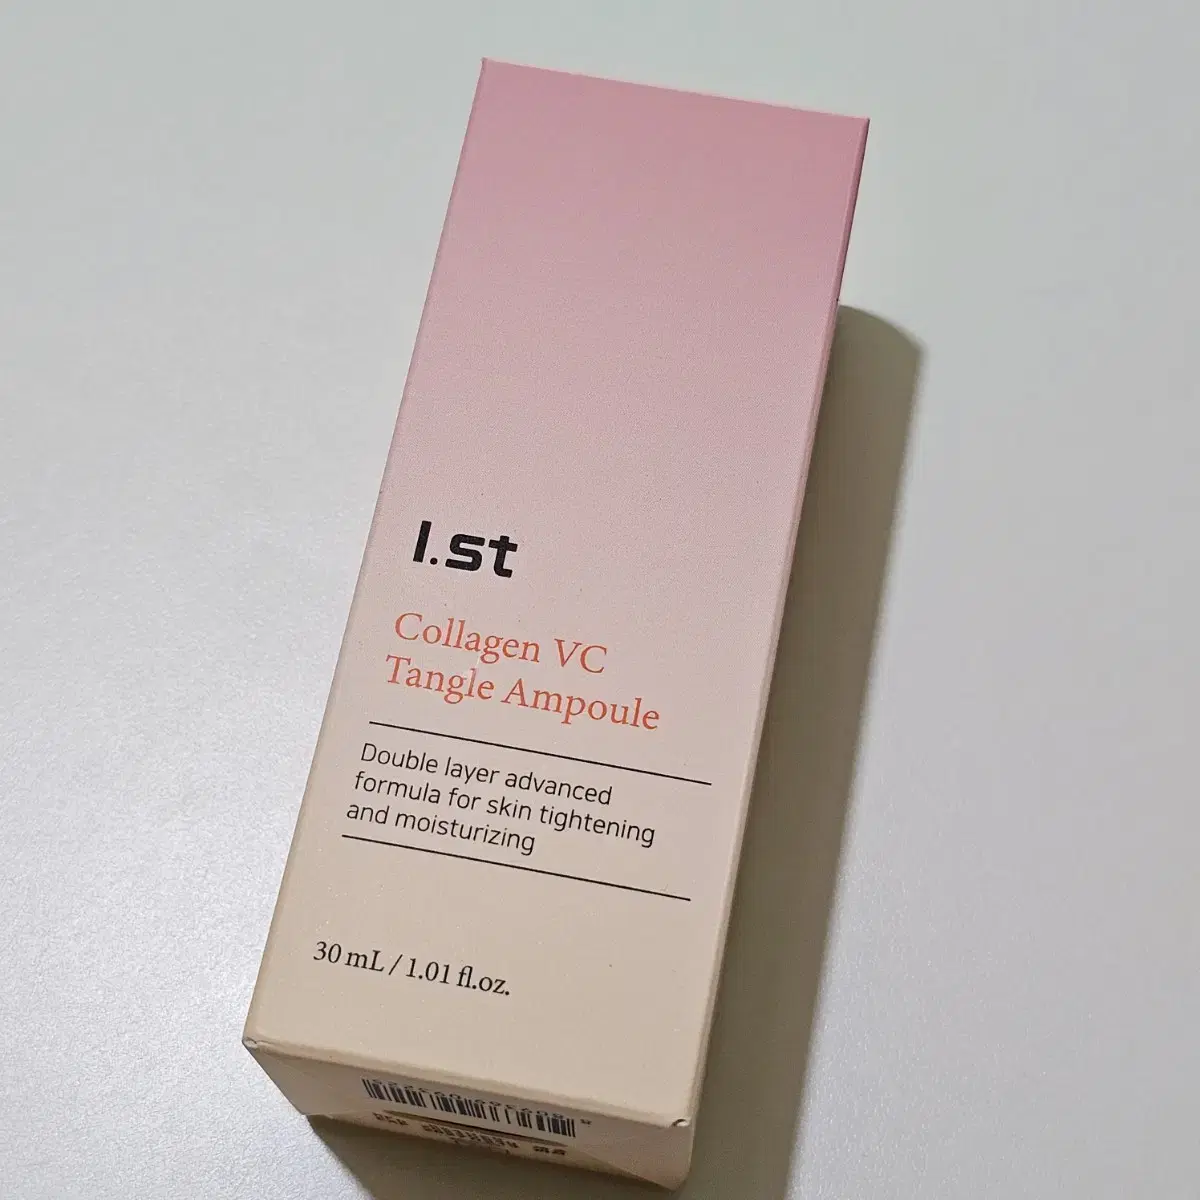 I.st
Collagen VC
Tangle Ampoule
Double layer advanced
formula for skin tightening
and moisturizing
30 mL / 1.01 fl.oz.